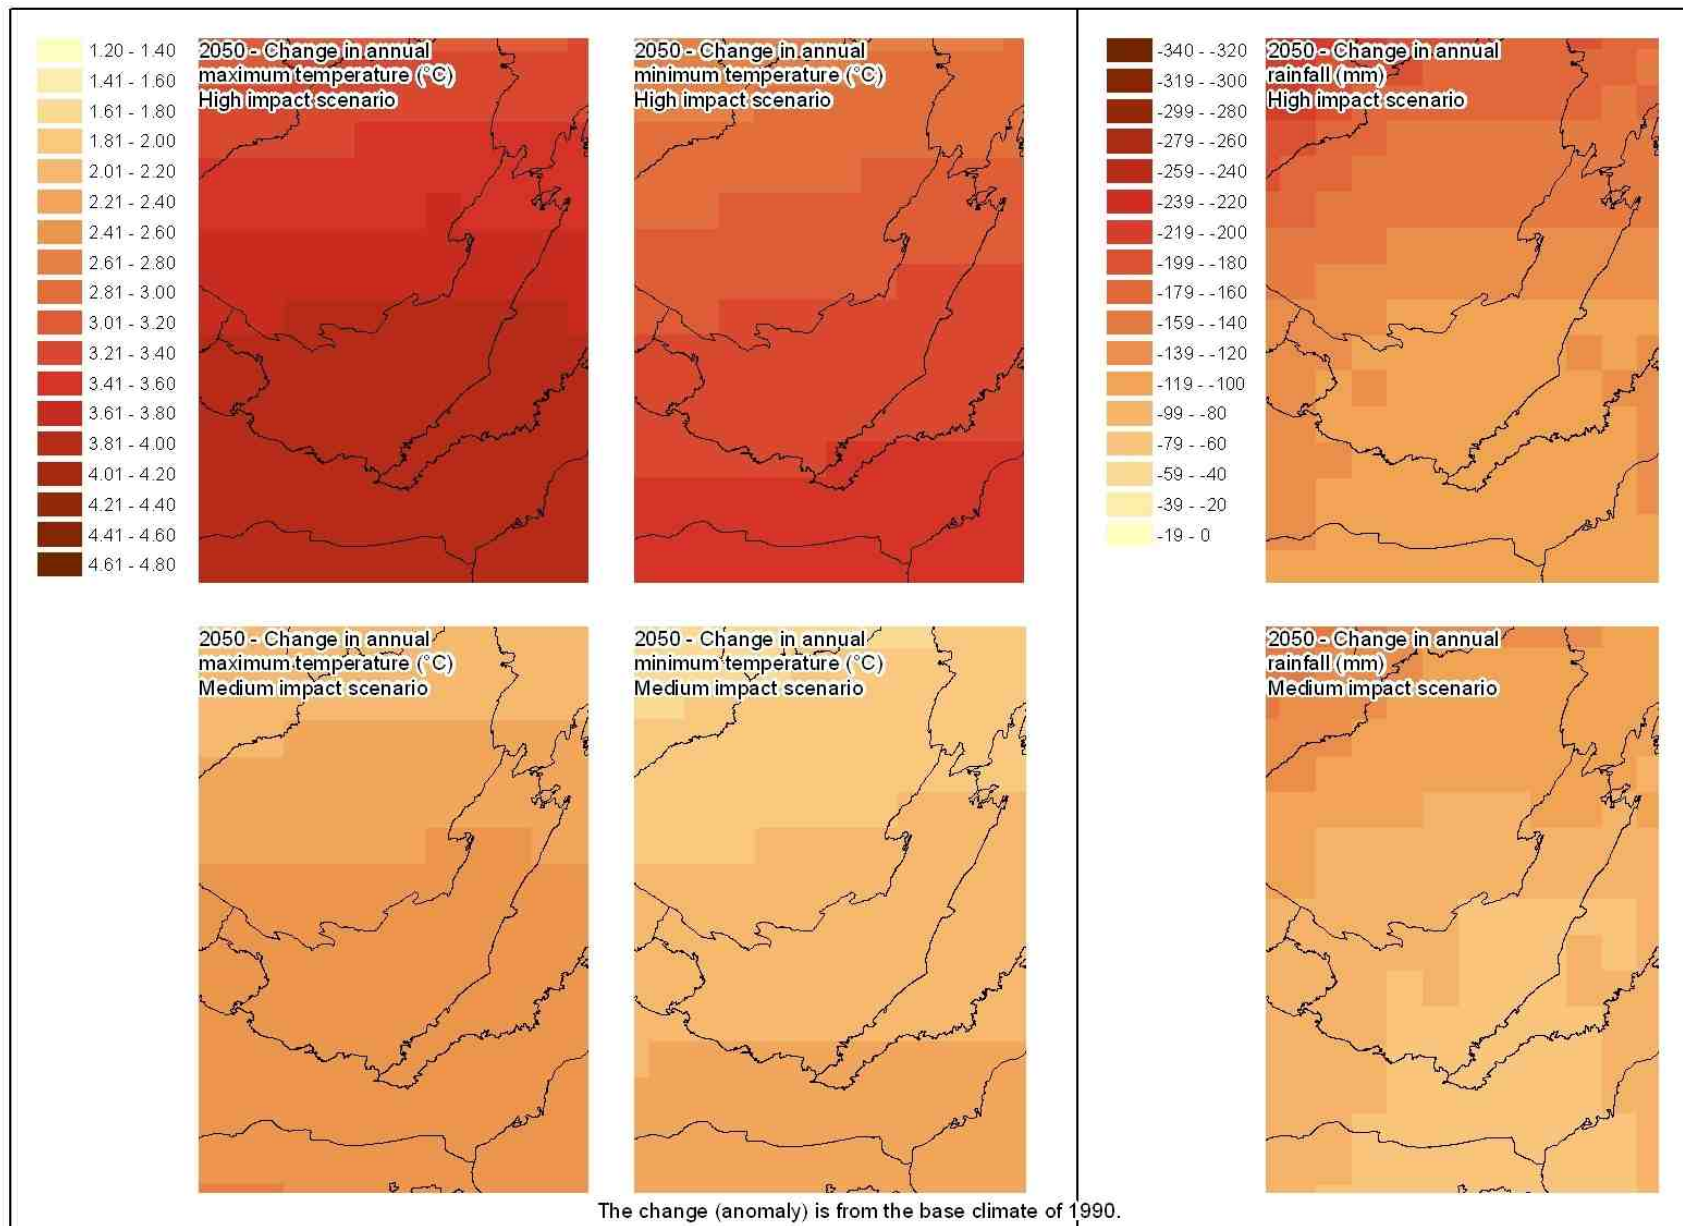 1.20 - 1.40
1.41 - 1.60
1.61 - 1.80
1.81 - 2.00
2.01 - 2.20
2.21 - 2.40
2.41 - 2.60
2.61 - 2.80
2.81 - 3.00
3.01 - 3.20
3.21 - 3.40
3.41 - 3.60
3.61 - 3.80
3.81 - 4.00
4.01 - 4.20
4.21 - 4.40
4.41 - 4.60
4.61 - 4.80
2050 - Change in annual
maximum temperature (°C)
High impact scenario
2050 - Change in annual
minimum temperature (°C)
High impact scenario
-340 - -320
-319 - -300
-299 - -280
-279 - -260
-259 - -240
-239 - -220
-219 - -200
-199 - -180
-179 - -160
-159 - -140
-139 - -120
-119 - -100
-99 - -80
-79 - -60
-59 - -40
-39 - -20
-19 - 0
2050 - Change in annual
rainfall (mm)
High impact scenario
2050 - Change in annual
maximum temperature (°C)
Medium impact scenario
2050 - Change in annual
minimum temperature (°C)
Medium impact scenario
2050 - Change in annual
rainfall (mm)
Medium impact scenario
The change (anomaly) is from the base climate of 1990.